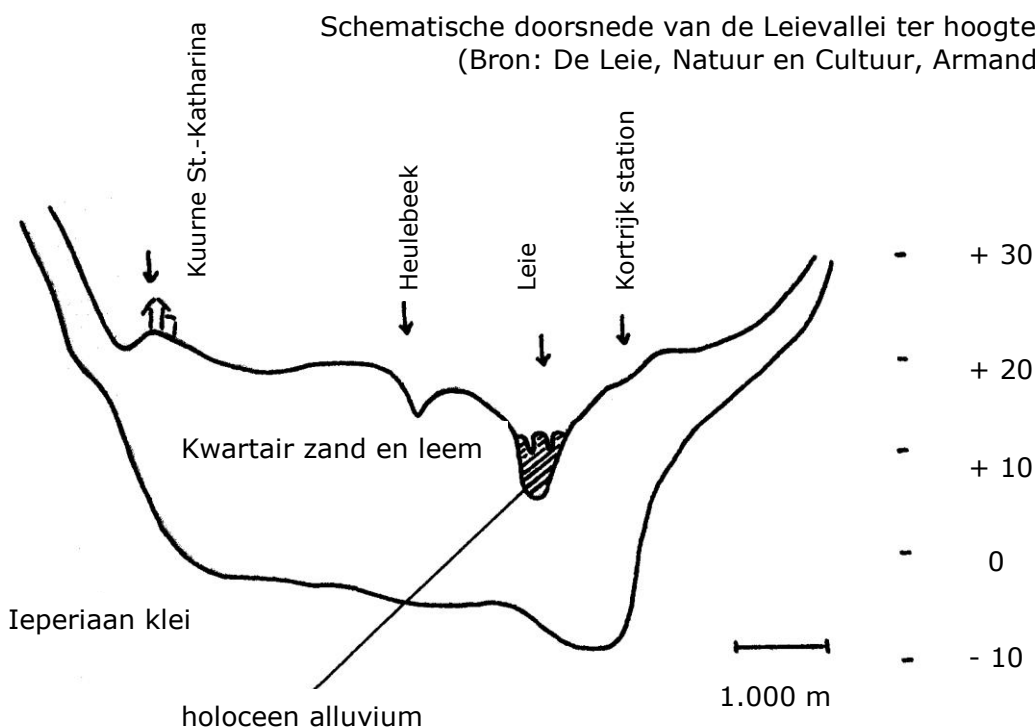 Schematische doorsnede van de Leievallei ter hoogte
(Bron: De Leie, Natuur en Cultuur, Armand
Kuurne St.-Katharina
Heulebeek
Leie
Kortrijk station
+ 30
+ 20
Kwartair zand en leem
+ 10
0
Ieperiaan klei
- 10
1.000 m
holoceen alluvium